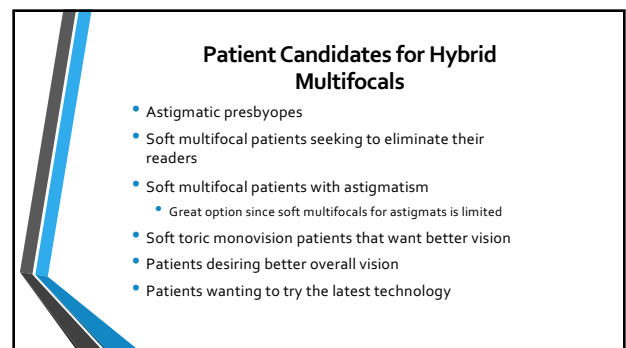 Patient Candidates for Hybrid
Multifocals
• Astigmatic presbyopes
• Soft multifocal patients seeking to eliminate their
readers
• Soft multifocal patients with astigmatism
• Great option since soft multifocals for astigmats is limited
• Soft toric monovision patients that want better vision
• Patients desiring better overall vision
• Patients wanting to try the latest technology